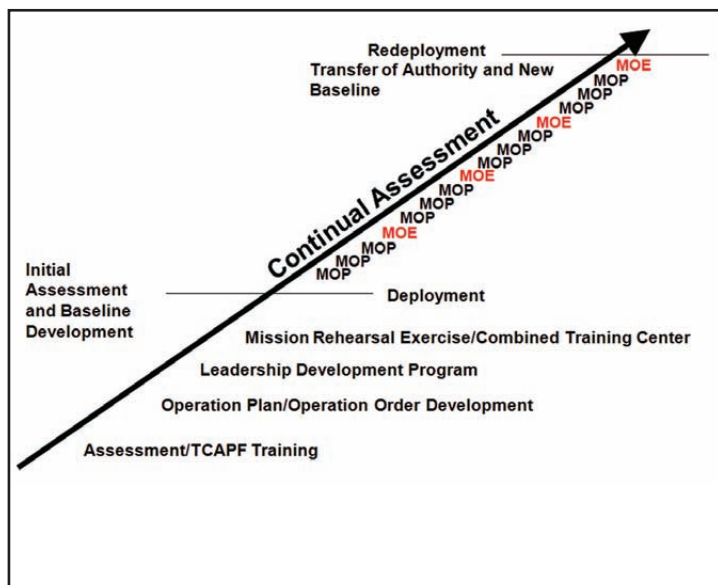 Redeployment
Transfer of Authority and New
Baseline
MOE
MOP
MOP
MOP
MOE
MOP
MOP
MOP
MOE
MOP
MOP
MOE
MOP
MOP
MOP
Continual Assessment
Initial
Assessment
and Baseline
Development
Deployment
Mission Rehearsal Exercise/Combined Training Center
Leadership Development Program
Operation Plan/Operation Order Development
Assessment/TCAPF Training